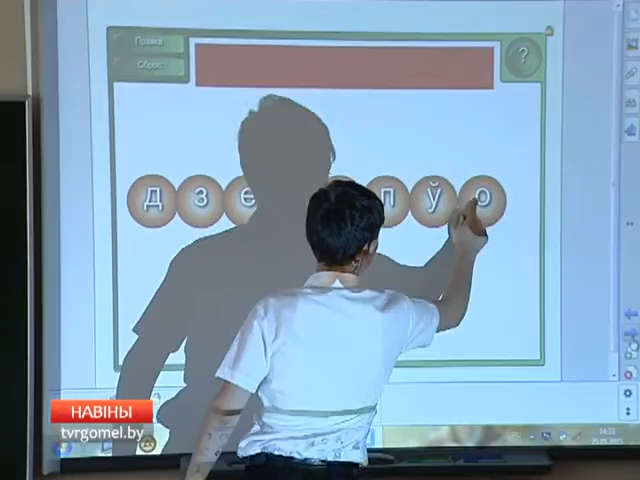 Правка
Сброс
?
д з е п ў о
НАВІНЫ
tvrgomel.by